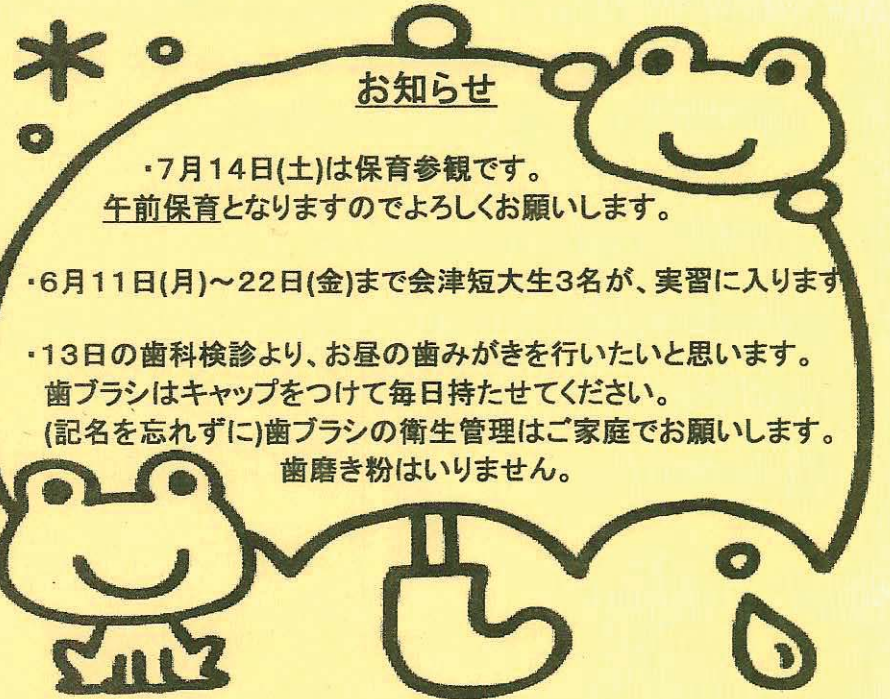 お知らせ
・7月14日(土)は保育参観です。
午前保育となりますのでよろしくお願いします。
・6月11日(月)~22日(金)まで会津短大生3名が、実習に入ります
・13日の歯科検診より、お昼の歯みがきを行いたいと思います。
歯ブラシはキャップをつけて毎日持たせてください。
(記名を忘れずに)歯ブラシの衛生管理はご家庭でお願いします。
歯磨き粉はいりません。